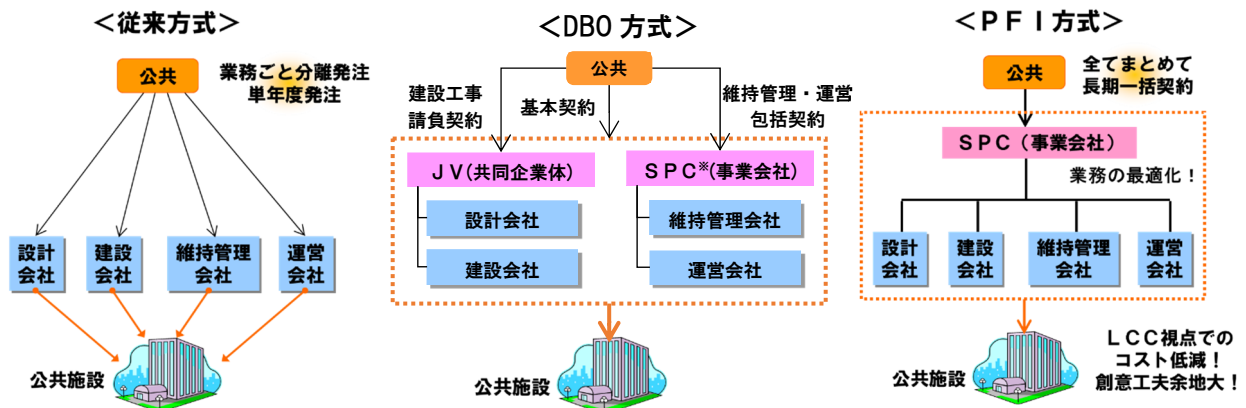 ＜従来方式＞
公共
業務ごと分離発注
単年度発注
設計
会社
建設
会社
維持管理
会社
運営
会社
公共施設
＜DBO 方式＞
公共
建設工事
請負契約
基本契約
維持管理・運営
包括契約
ＪＶ(共同企業体)
設計会社
建設会社
ＳＰＣ※(事業会社)
維持管理会社
運営会社
公共施設
＜ＰＦＩ方式＞
公共
全てまとめて
長期一括契約
ＳＰＣ（事業会社）
業務の最適化！
設計
会社
建設
会社
維持管理
会社
運営
会社
公共施設
ＬＣＣ視点での
コスト低減！
創意工夫余地大！